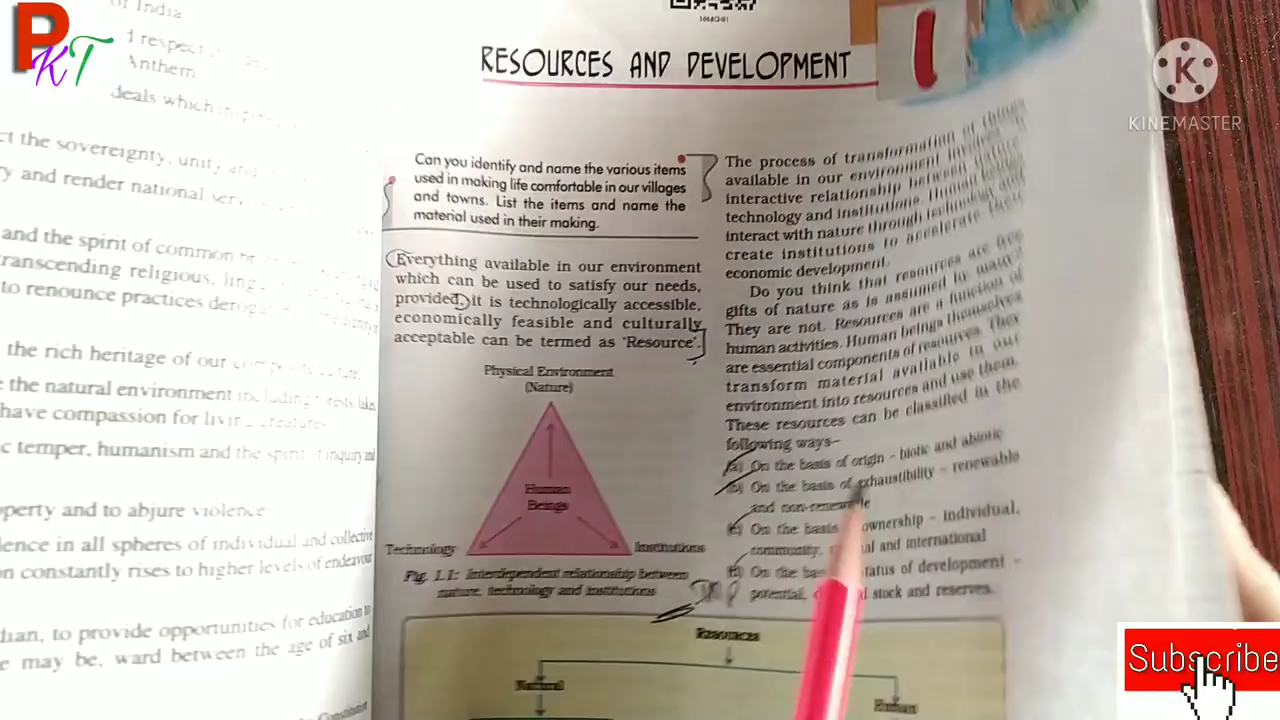 PKT
of India
Anthem
ct the sovereignty, unity
y and render national
and the spirit of common
transcending religious,
to renounce practices
the rich heritage of our
e the natural environment including
have compassion for living creatures
c temper, humanism and the spirit of inquiry and
operty and to abjure violence
ence in all spheres of individual and collective
on constantly rises to higher levels of endeavour
dian, to provide opportunities for education to
e may be, ward between the age of six and
RESOURCES AND DEVELOPMENT
Can you identify and name the various items
used in making life comfortable in our villages
and towns. List the items and name the
material used in their making.
Everything available in our environment
which can be used to satisfy our needs,
provided, it is technologically accessible,
economically feasible and culturally
acceptable can be termed as 'Resource'.
Physical Environment
(Nature)
Human
Beings
Technology
Institutions
Fig. 1.1: Interdependent relationship between
nature, technology and institutions
The process of transformation of things
available in our environment involves
interactive relationship between nature
technology and institutions. Human beings
interact with nature through technology and
create institutions to accelerate their
economic development.
Do you think that resources are free
gifts of nature as is assumed by many?
They are not. Resources are a function of
human activities. Human beings themselves
are essential components of resources. They
transform material available in our
environment into resources and use them.
These resources can be classified in the
following ways–
(a) On the basis of origin – biotic and abiotic
(b) On the basis of exhaustibility – renewable
and non-renewable
(c) On the basis ownership – individual,
community, and international
(d) On the status of development –
potential, stock and reserves.
Resources
Natural
Human
KINEMASTER
Subscribe